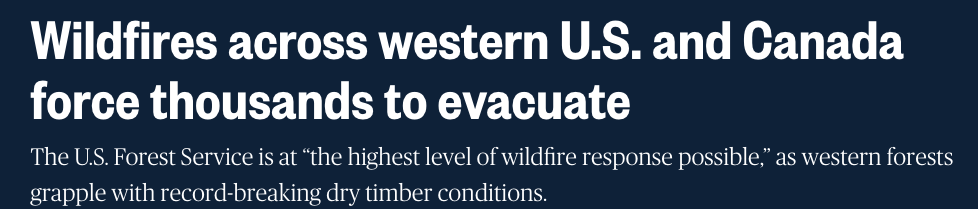 Wildfires across western U.S. and Canada
force thousands to evacuate
The U.S. Forest Service is at “the highest level of wildfire response possible,” as western forests
grapple with record-breaking dry timber conditions.